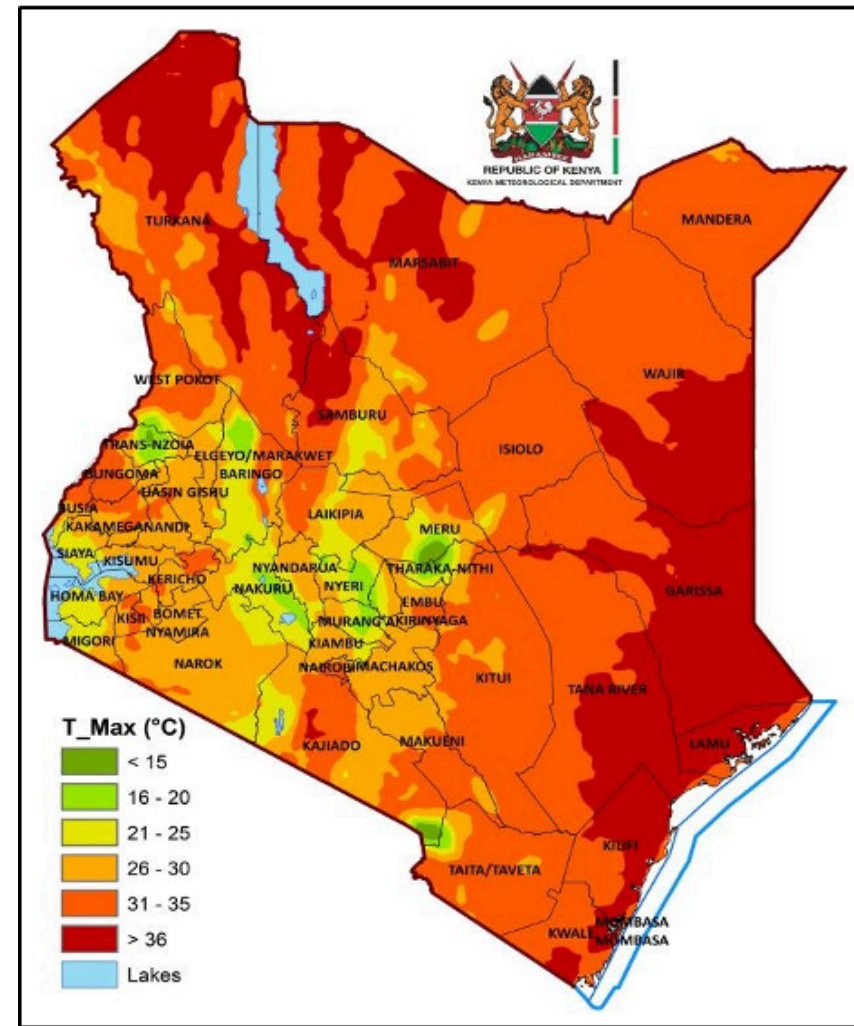 HARAMBEE
REPUBLIC OF KENYA
KENYA METEOROLOGICAL DEPARTMENT
MANDERA
TURKANA
MARSABIT
WAJIR
WEST POKOT
SAMBURU
ISIOLO
TRANS-NZOIA
ELGEYO/MARAKWET
BARINGO
BUNGOMA
UASIN GISHU
BUSIA
LAIKIPIA
KAKAMEGA
NANDI
MERU
SIAYA
KISUMU
THARAKA-NITHI
NYANDARUA
KERICHO
NYERI
GARISSA
HOMA BAY
NAKURU
EMBU
BOMET
KISII
MURANG'A
KIRINYAGA
NYAMIRA
MIGORI
KIAMBU
NAROK
NAIROBI
MACHAKOS
KITUI
TANA RIVER
T_Max (°C)
KAJIADO
MAKUENI
LAMU
< 15
16 - 20
21 - 25
KILIFI
26 - 30
TAITA/TAVETA
31 - 35
MOMBASA
KWALE
MOMBASA
> 36
Lakes